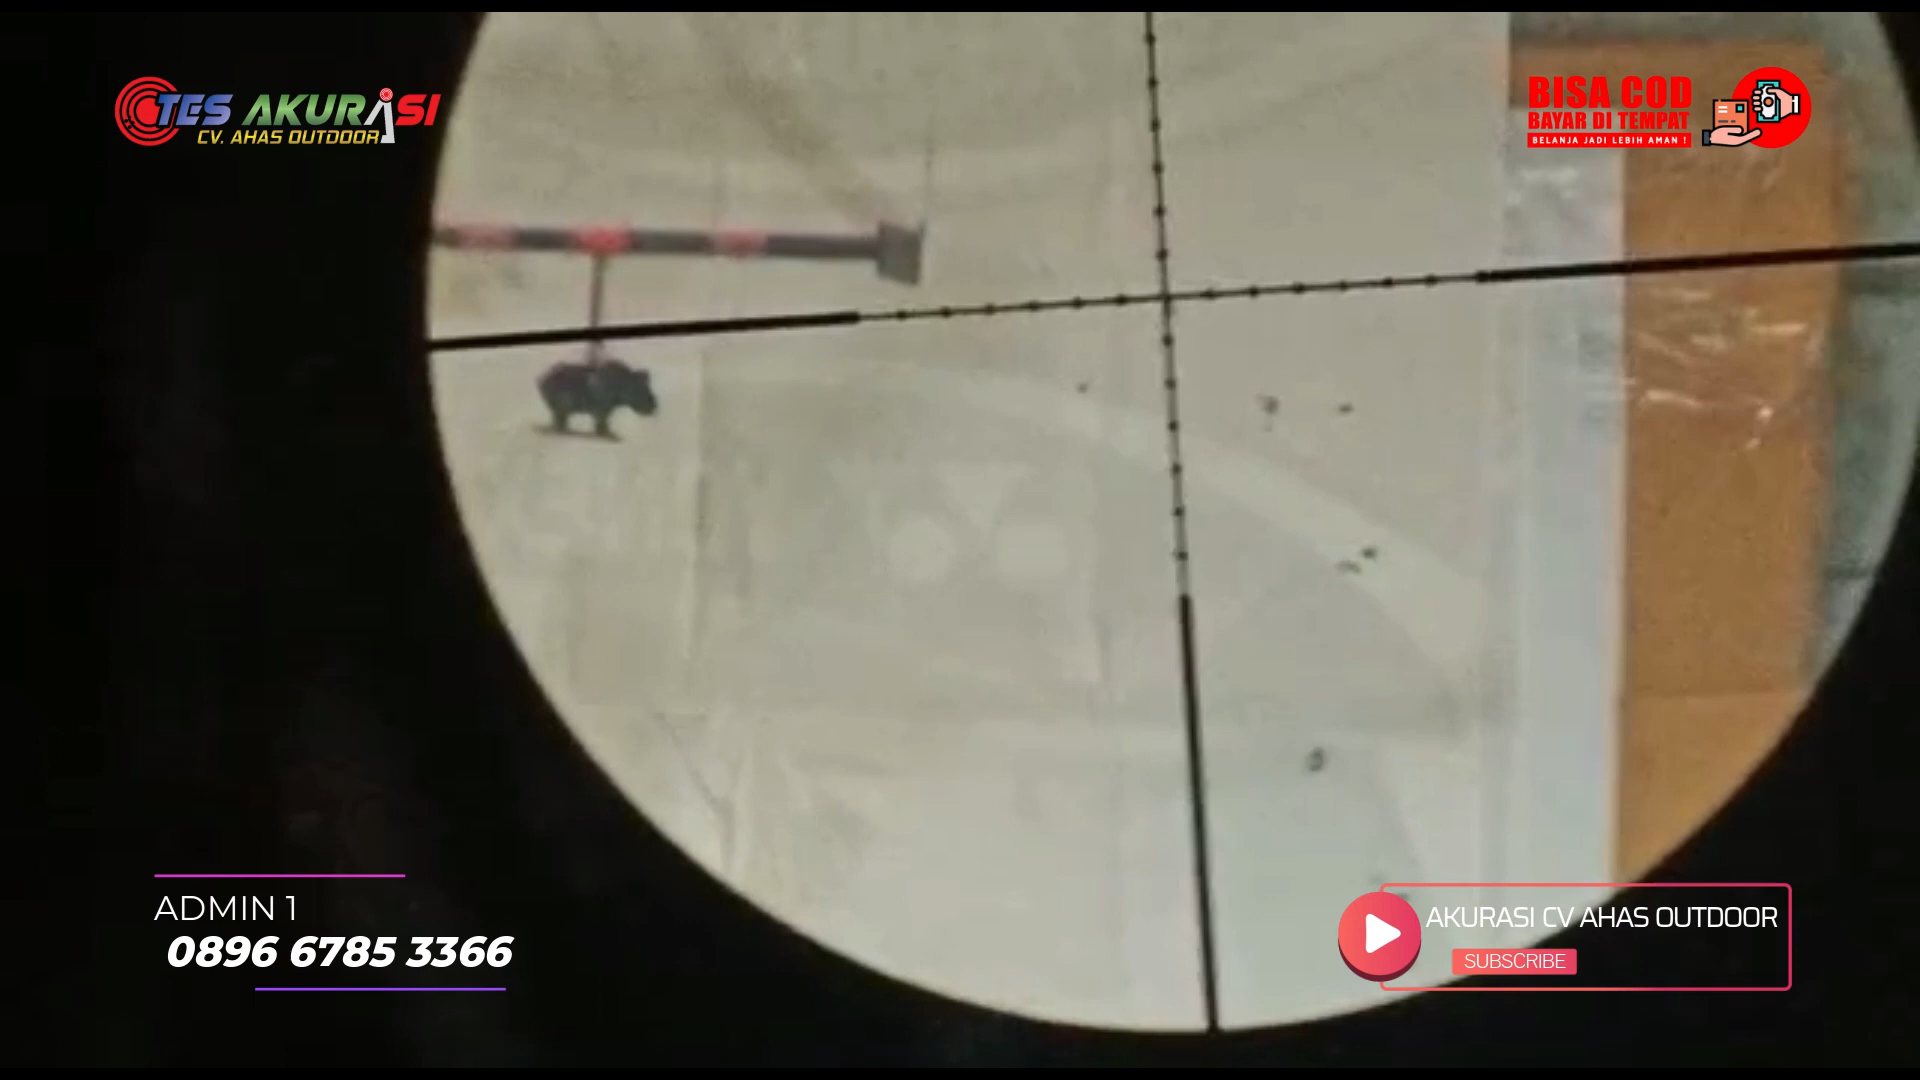 TES AKURASI
CV. AHAS OUTDOOR
BISA COD
BAYAR DI TEMPAT
BELANJA JADI LEBIH AMAN !
ADMIN 1
0896 6785 3366
AKURASI CV AHAS OUTDOOR
SUBSCRIBE